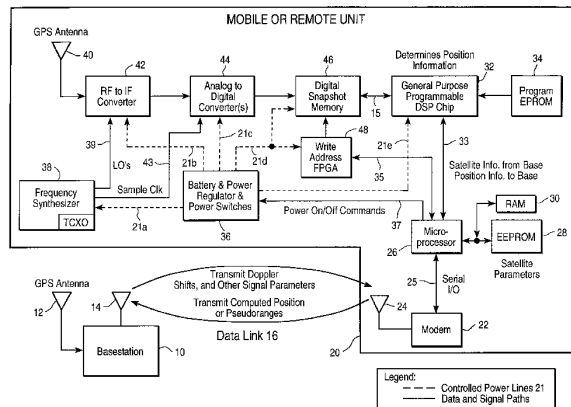 MOBILE OR REMOTE UNIT
GPS Antenna
40
42
RF to IF
Converter
44
Analog to
Digital
Converter(s)
46
Digital
Snapshot
Memory
15
Determines Position
Information
32
General Purpose
Programmable
DSP Chip
34
Program
EPROM
39
LO's
43
21b
21c
21d
48
Write
Address
FPGA
21e
33
35
Satellite Info. from Base
Position Info. to Base
38
Frequency
Synthesizer
TCXO
Sample Clk
21a
Battery & Power
Regulator &
Power Switches
36
Power On/Off Commands
37
26
Micro-
processor
RAM
30
EEPROM
28
Satellite
Parameters
25
Serial
I/O
GPS Antenna
12
14
Transmit Doppler
Shifts, and Other Signal Parameters
Transmit Computed Position
or Pseudoranges
24
Data Link 16
Basestation
10
20
Modem
22
Legend:
Controlled Power Lines 21
Data and Signal Paths